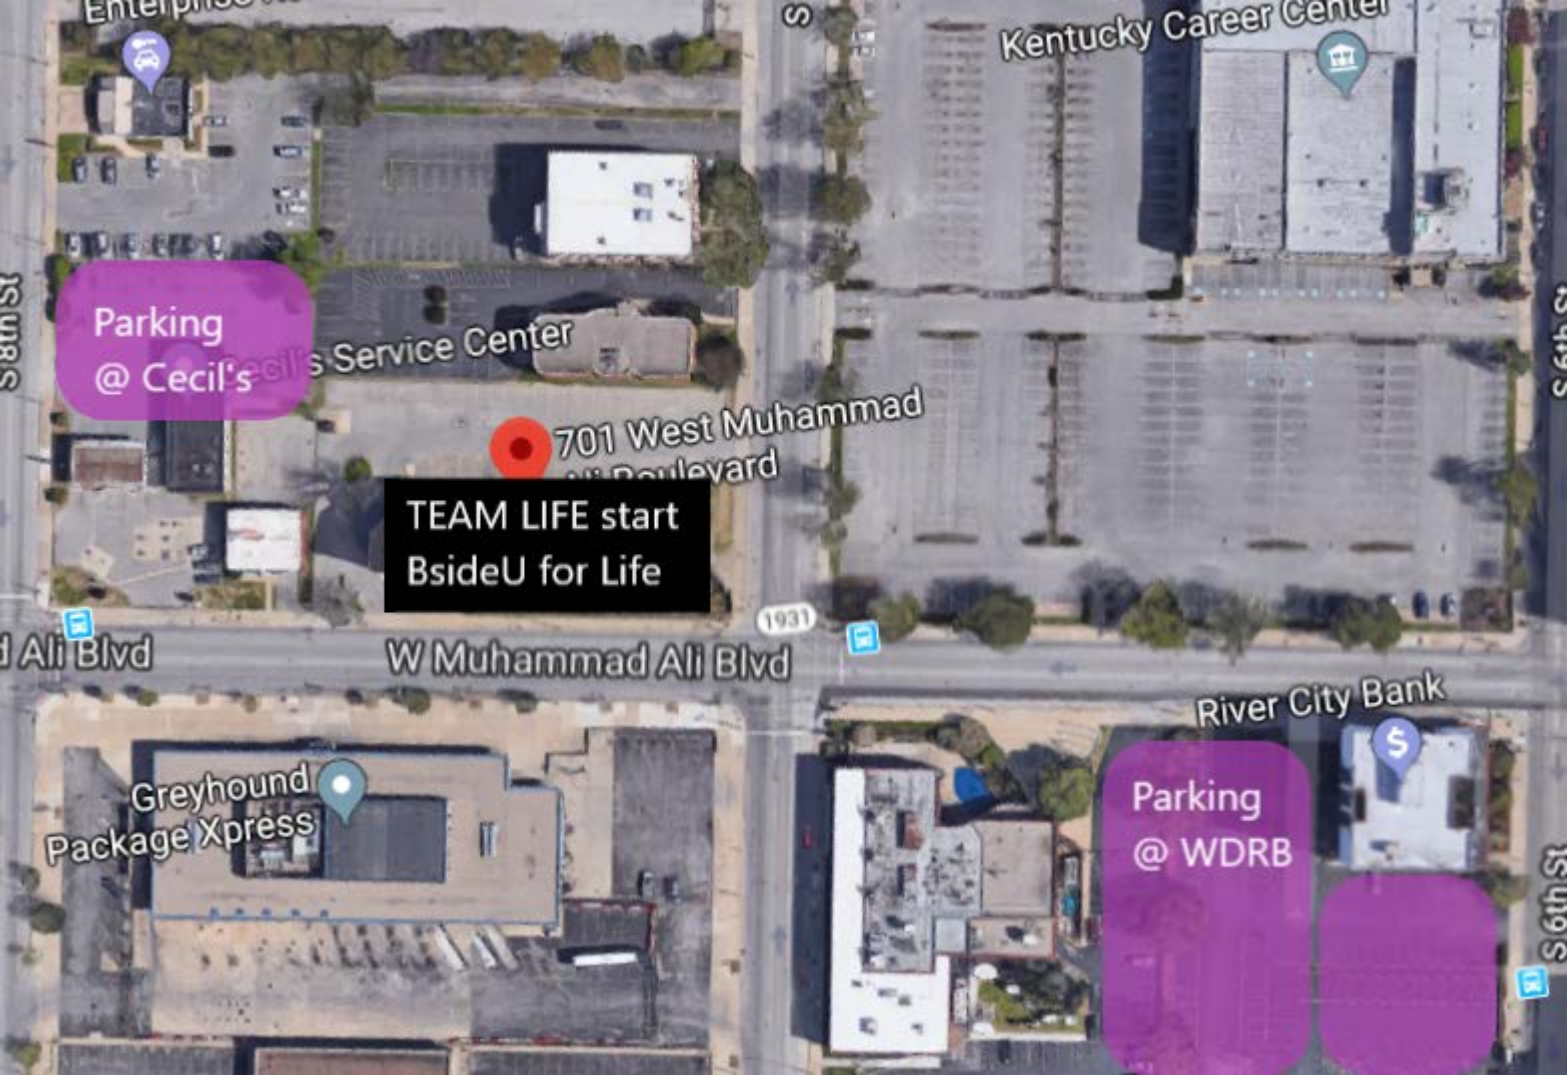 Enterprise
S
Kentucky Career Center
S 8th St
Parking
@ Cecil's
Cecil's Service Center
701 West Muhammad
Ali Boulevard
TEAM LIFE start
BsideU for Life
1931
d Ali Blvd
W Muhammad Ali Blvd
River City Bank
$
Greyhound
Package Xpress
Parking
@ WDRB
S 6th St
S 6th St